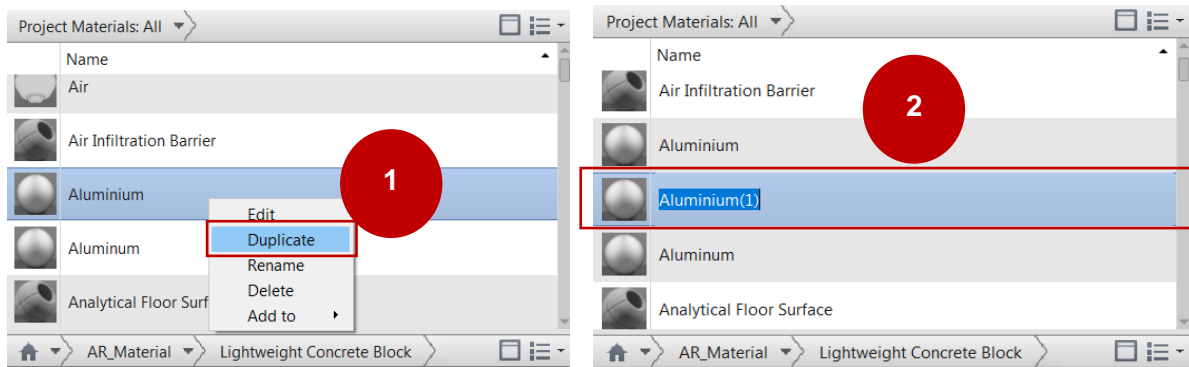 Project Materials: All
Name
Air
Air Infiltration Barrier
1
Aluminium
Edit
Duplicate
Aluminum
Rename
Delete
Analytical Floor Surf
Add to
AR_Material
Lightweight Concrete Block
Project Materials: All
Name
Air Infiltration Barrier
2
Aluminium
Aluminium(1)
Aluminum
Analytical Floor Surface
AR_Material
Lightweight Concrete Block